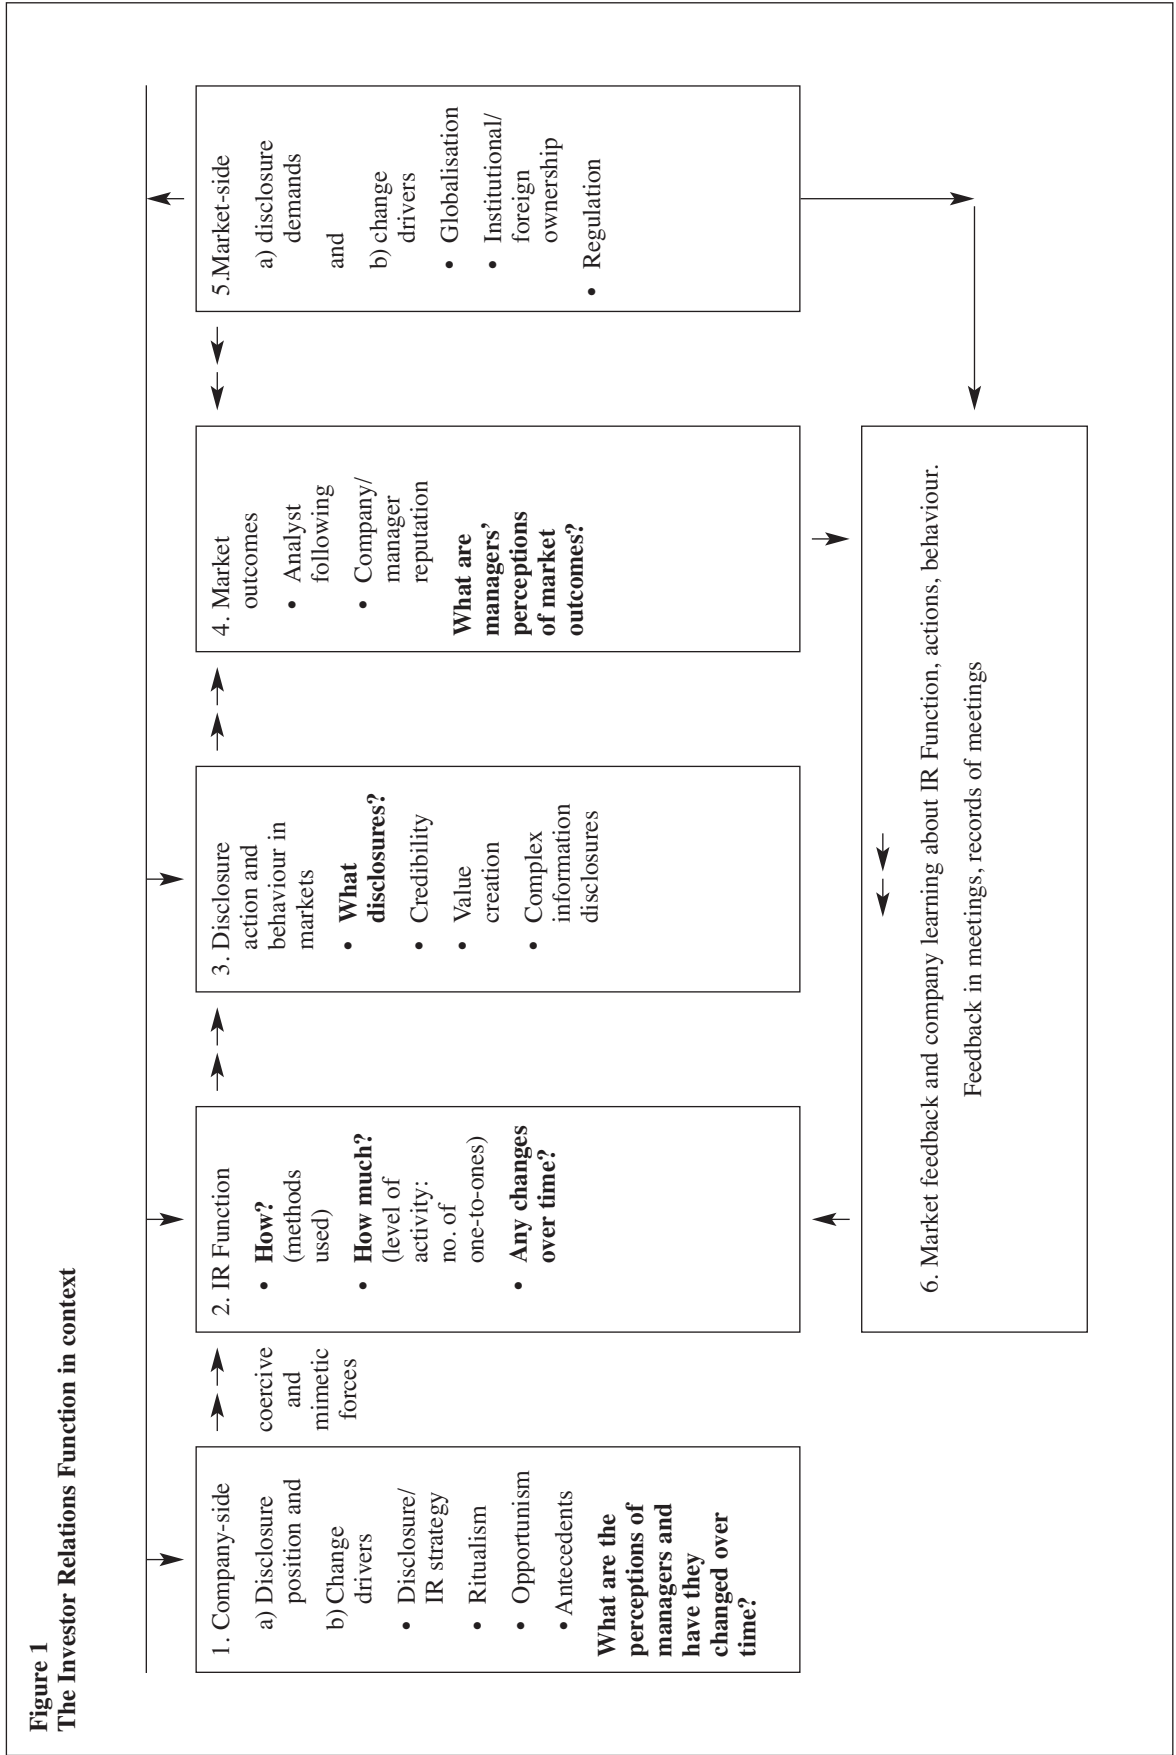 Figure 1
The Investor Relations Function in context
1. Company-side
a) Disclosure
position and
b) Change
drivers
• Disclosure/
IR strategy
• Ritualism
• Opportunism
• Antecedents
What are the
perceptions of
managers and
have they
changed over
time?
coercive
and
mimetic
forces
2. IR Function
• How?
(methods
used)
• How much?
(level of
activity:
no. of
one-to-ones)
• Any changes
over time?
3. Disclosure
action and
behaviour in
markets
• What
disclosures?
• Credibility
• Value
creation
• Complex
information
disclosures
4. Market
outcomes
• Analyst
following
• Company/
manager
reputation
What are
managers’
perceptions
of market
outcomes?
5.Market-side
a) disclosure
demands
and
b) change
drivers
• Globalisation
• Institutional/
foreign
ownership
• Regulation
6. Market feedback and company learning about IR Function, actions, behaviour.
Feedback in meetings, records of meetings